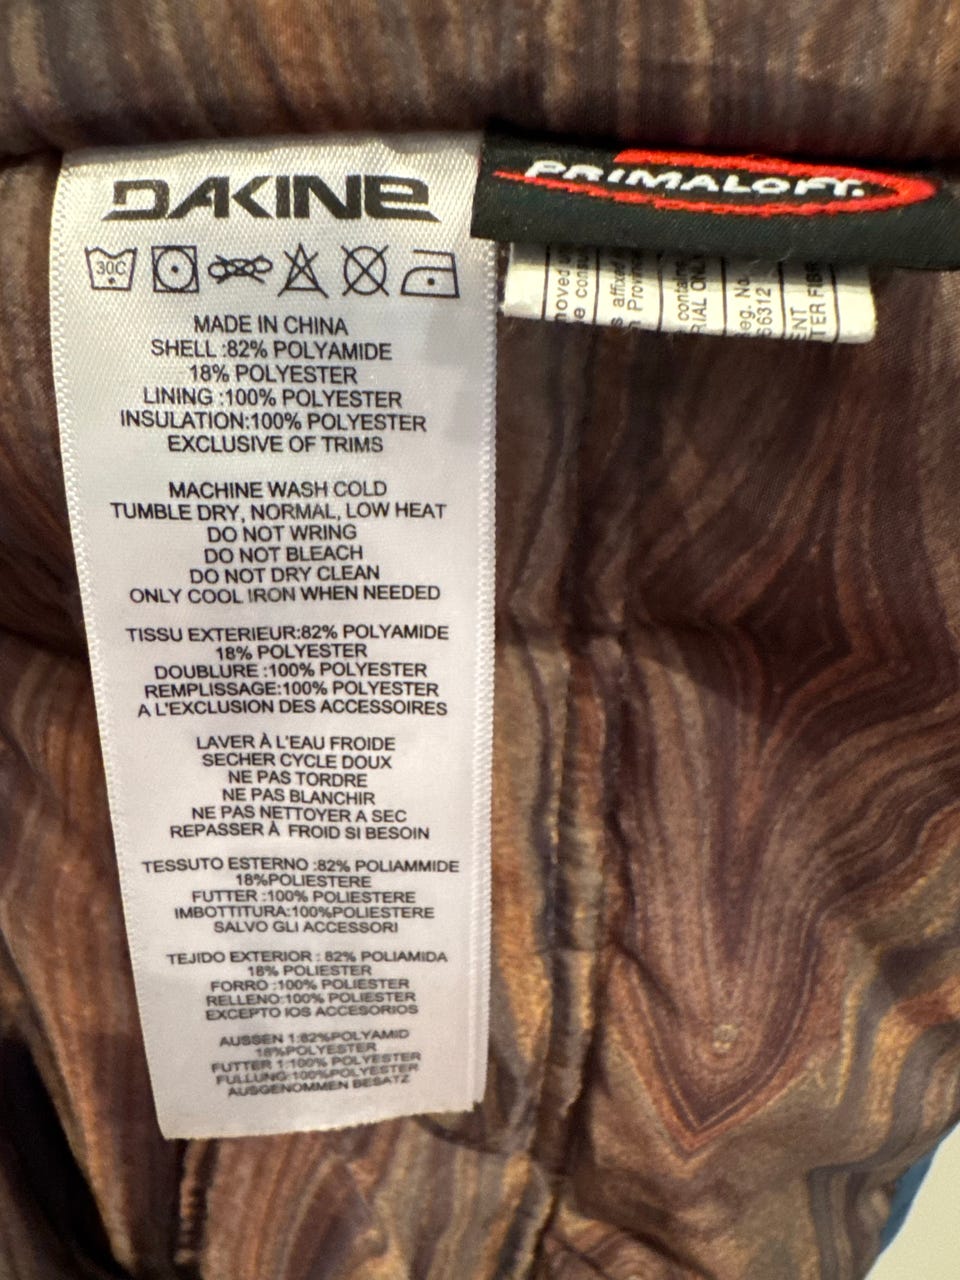 DAKINE
30C
MADE IN CHINA
SHELL :82% POLYAMIDE
18% POLYESTER
LINING :100% POLYESTER
INSULATION:100% POLYESTER
EXCLUSIVE OF TRIMS
MACHINE WASH COLD
TUMBLE DRY, NORMAL, LOW HEAT
DO NOT WRING
DO NOT BLEACH
DO NOT DRY CLEAN
ONLY COOL IRON WHEN NEEDED
TISSU EXTERIEUR:82% POLYAMIDE
18% POLYESTER
DOUBLURE :100% POLYESTER
REMPLISSAGE:100% POLYESTER
A L'EXCLUSION DES ACCESSOIRES
LAVER À L'EAU FROIDE
SECHER CYCLE DOUX
NE PAS TORDRE
NE PAS BLANCHIR
NE PAS NETTOYER A SEC
REPASSER À FROID SI BESOIN
TESSUTO ESTERNO :82% POLIAMMIDE
18%POLIESTERE
FUTTER :100% POLIESTERE
IMBOTTITURA:100%POLIESTERE
SALVO GLI ACCESSORI
TEJIDO EXTERIOR : 82% POLIAMIDA
18% POLIESTER
FORRO :100% POLIESTER
RELLENO:100% POLIESTER
EXCEPTO IOS ACCESORIOS
AUSSEN 1:82%POLYAMID
18%POLYESTER
FUTTER 1:100% POLYESTER
FULLUNG:100%POLYESTER
AUSGENOMMEN BESATZ
PRIMALOFT.